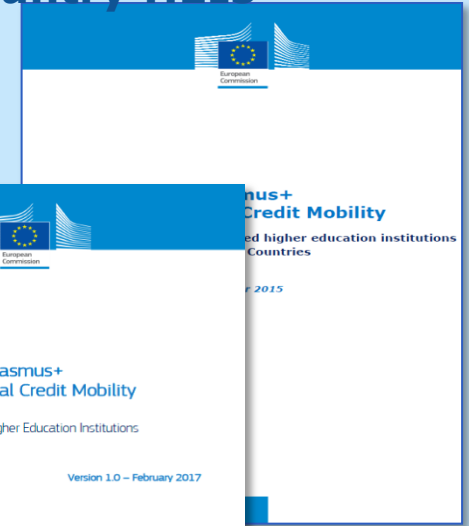 European
Commission
mus+
Credit Mobility
ed higher education institutions
Countries
r 2015
European
Commission
asmus+
al Credit Mobility
gher Education Institutions
Version 1.0 – February 2017